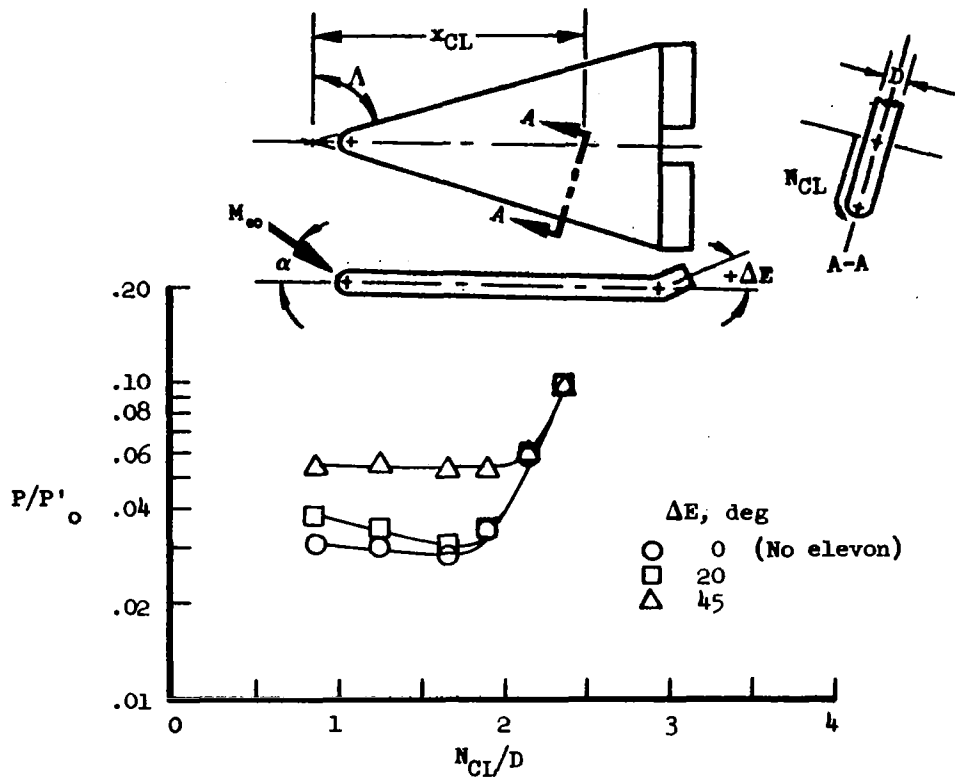 x_CL
Λ
A
A
D
N_CL
A-A
M_∞
α
+ΔE
.20
.10
.08
.06
.04
.02
.01
P/P'_o
ΔE, deg
0 (No elevon)
20
45
0 1 2 3 4
N_CL/D